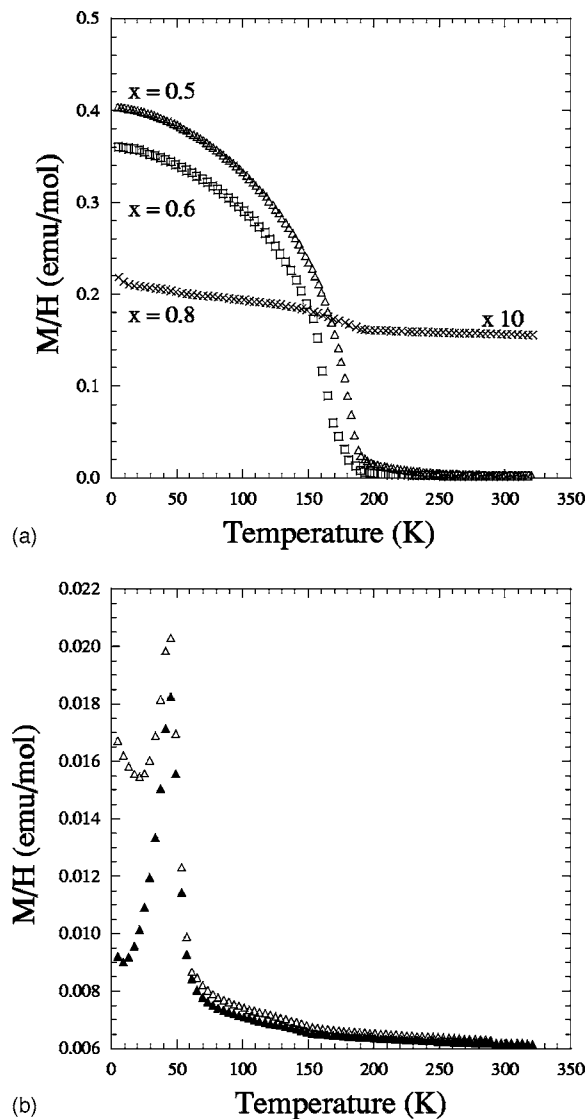 0.5
x = 0.5
0.4
x = 0.6
0.3
M/H (emu/mol)
0.2
x = 0.8
x 10
0.1
0.0
0 50 100 150 200 250 300 350
(a)
Temperature (K)
0.022
0.020
0.018
0.016
M/H (emu/mol)
0.014
0.012
0.010
0.008
0.006
0 50 100 150 200 250 300 350
(b)
Temperature (K)